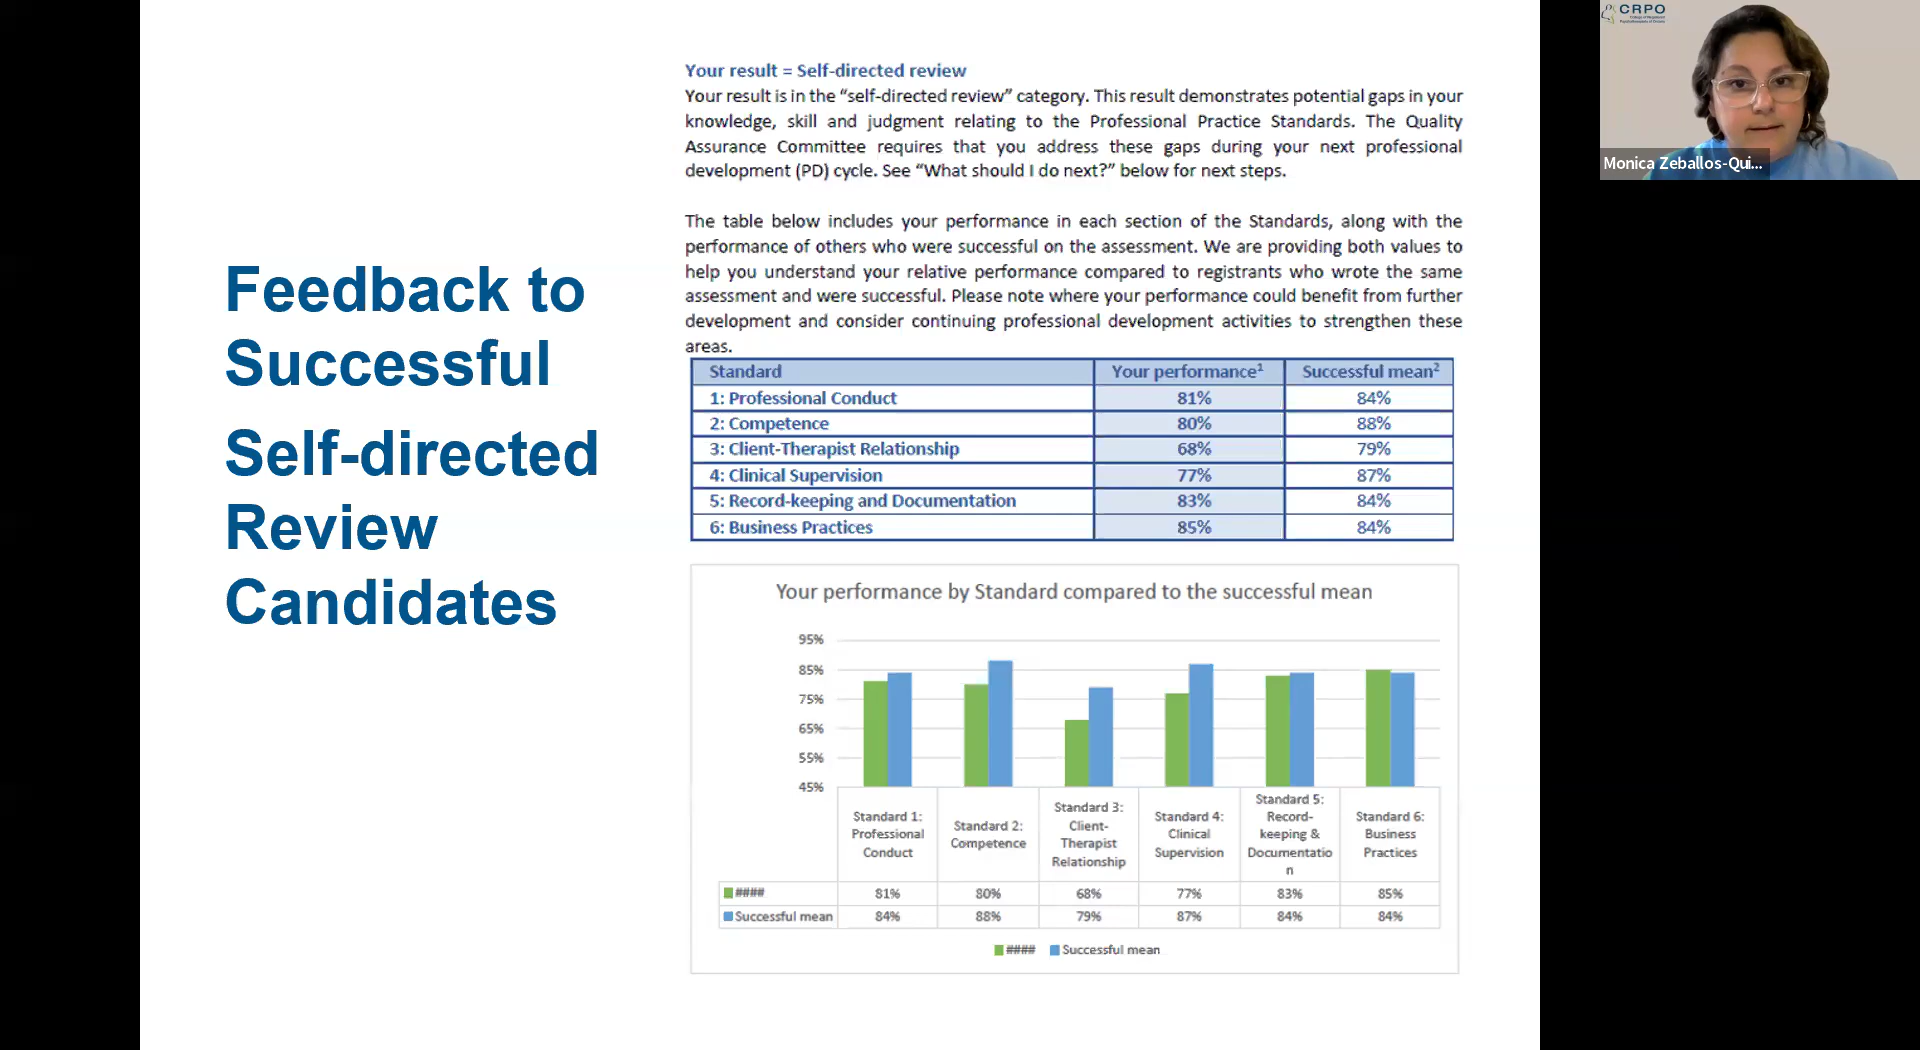 Feedback to
Successful
Self-directed
Review
Candidates
Your result = Self-directed review
Your result is in the “self-directed review” category. This result demonstrates potential gaps in your
knowledge, skill and judgment relating to the Professional Practice Standards. The Quality
Assurance Committee requires that you address these gaps during your next professional
development (PD) cycle. See “What should I do next?” below for next steps.
The table below includes your performance in each section of the Standards, along with the
performance of others who were successful on the assessment. We are providing both values to
help you understand your relative performance compared to registrants who wrote the same
assessment and were successful. Please note where your performance could benefit from further
development and consider continuing professional development activities to strengthen these
areas.
Standard Your performance1 Successful mean2
1: Professional Conduct 81% 84%
2: Competence 80% 88%
3: Client-Therapist Relationship 68% 79%
4: Clinical Supervision 77% 87%
5: Record-keeping and Documentation 83% 84%
6: Business Practices 85% 84%
Your performance by Standard compared to the successful mean
95%
85%
75%
65%
55%
45%
Standard 1:
Professional
Conduct
Standard 2:
Competence
Standard 3:
Client-
Therapist
Relationship
Standard 4:
Clinical
Supervision
Standard 5:
Record-
keeping &
Documentatio
n
Standard 6:
Business
Practices
#### 81% 80% 68% 77% 83% 85%
Successful mean 84% 88% 79% 87% 84% 84%
#### Successful mean
CRPO
Monica Zeballos-Qui...